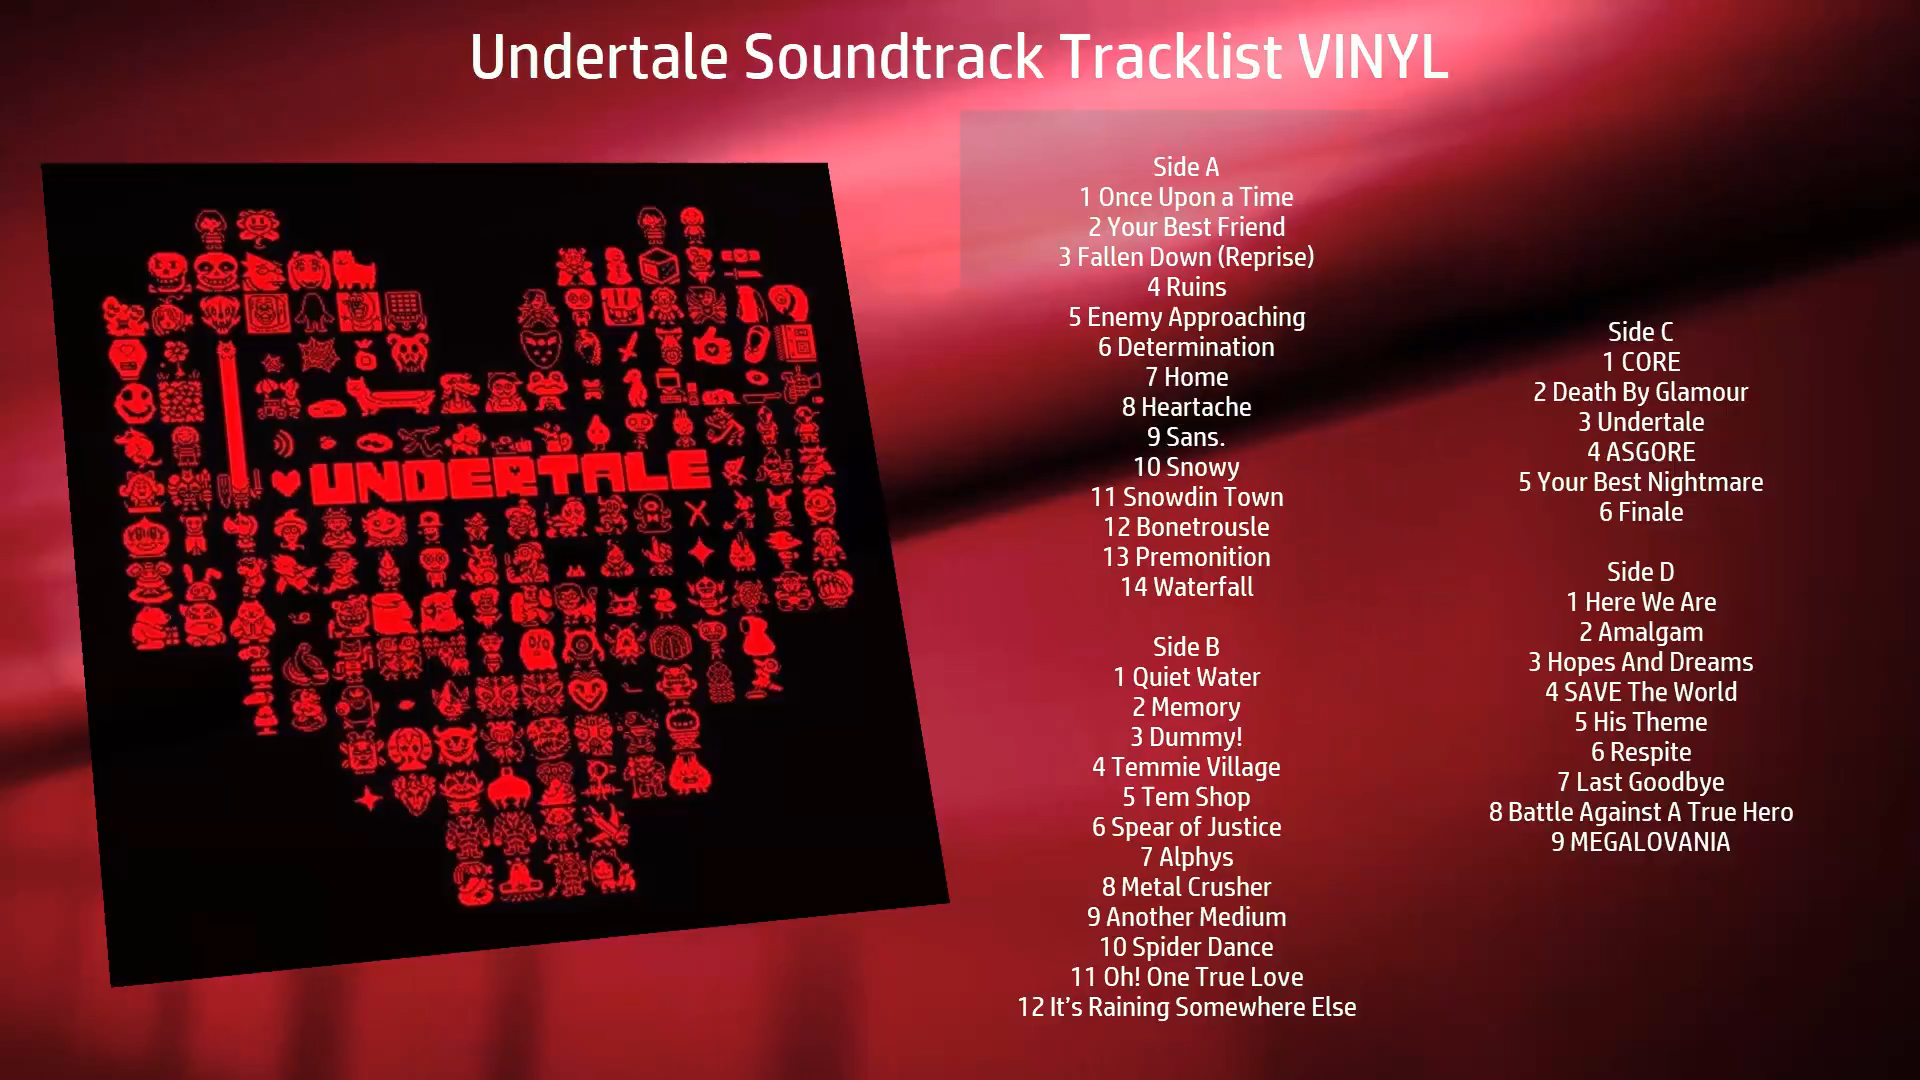 Undertale Soundtrack Tracklist VINYL
UNDERTALE
Side A
1 Once Upon a Time
2 Your Best Friend
3 Fallen Down (Reprise)
4 Ruins
5 Enemy Approaching
6 Determination
7 Home
8 Heartache
9 Sans.
10 Snowy
11 Snowdin Town
12 Bonetrousle
13 Premonition
14 Waterfall
Side B
1 Quiet Water
2 Memory
3 Dummy!
4 Temmie Village
5 Tem Shop
6 Spear of Justice
7 Alphys
8 Metal Crusher
9 Another Medium
10 Spider Dance
11 Oh! One True Love
12 It’s Raining Somewhere Else
Side C
1 CORE
2 Death By Glamour
3 Undertale
4 ASGORE
5 Your Best Nightmare
6 Finale
Side D
1 Here We Are
2 Amalgam
3 Hopes And Dreams
4 SAVE The World
5 His Theme
6 Respite
7 Last Goodbye
8 Battle Against A True Hero
9 MEGALOVANIA